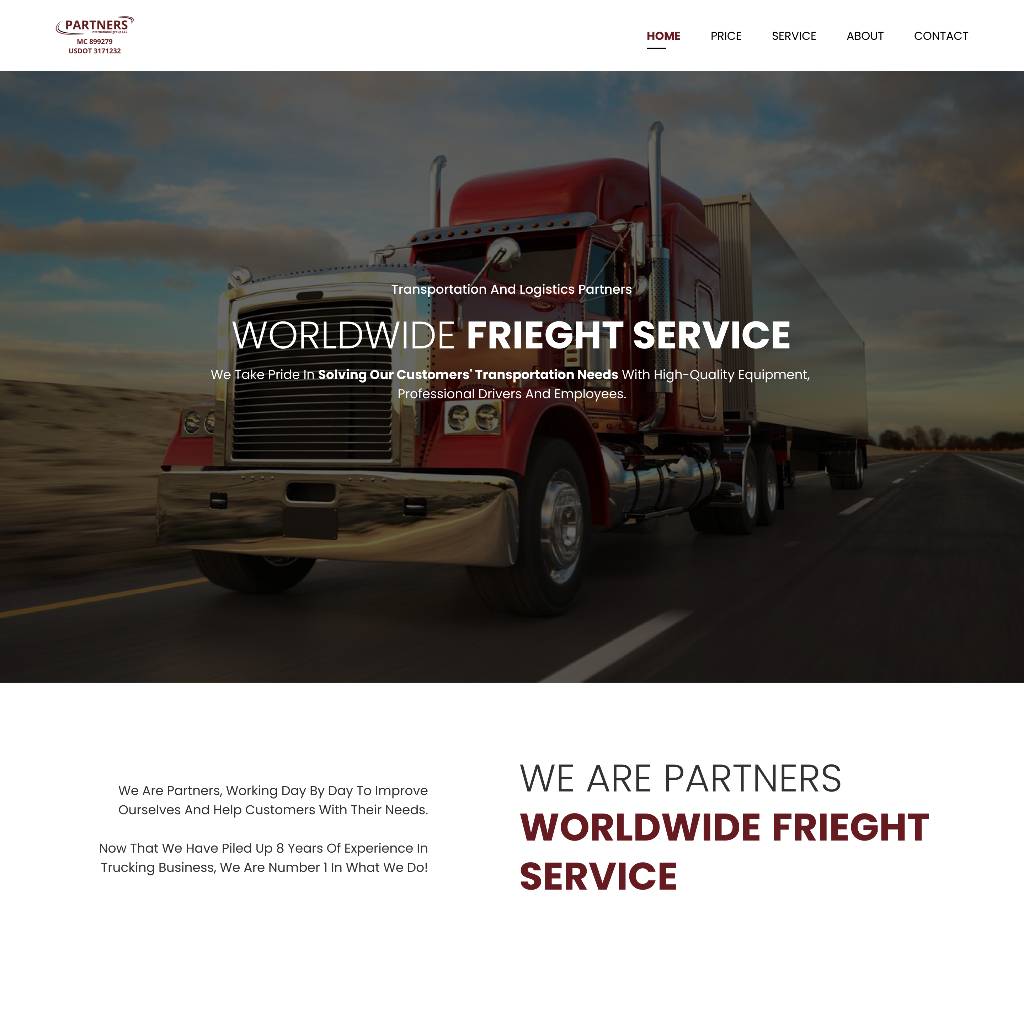 PARTNERS
MC 899279
USDOT 3171232
HOME PRICE SERVICE ABOUT CONTACT
Transportation And Logistics Partners
WORLDWIDE FRIEGHT SERVICE
We Take Pride In Solving Our Customers' Transportation Needs With High-Quality Equipment,
Professional Drivers And Employees.
We Are Partners, Working Day By Day To Improve
Ourselves And Help Customers With Their Needs.
Now That We Have Piled Up 8 Years Of Experience In
Trucking Business, We Are Number 1 In What We Do!
WE ARE PARTNERS
WORLDWIDE FRIEGHT
SERVICE